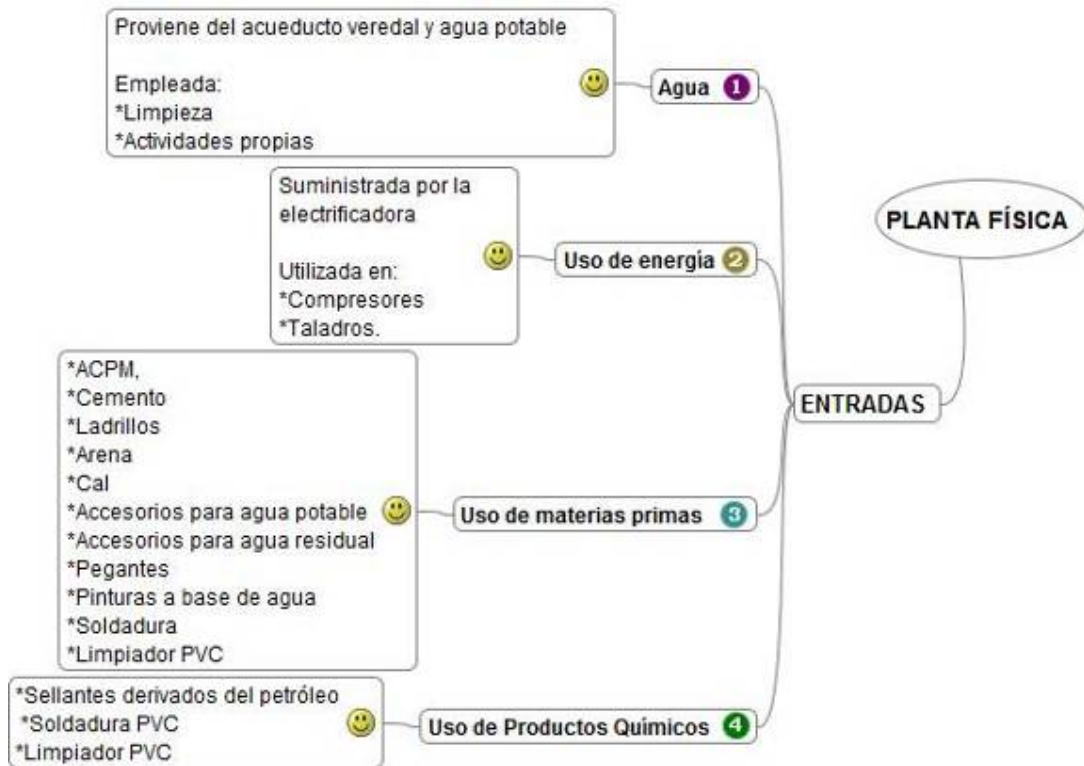 Proviene del acueducto veredal y agua potable
Empleada:
*Limpieza
*Actividades propias
Agua 1
Suministrada por la
electrificadora
Utilizada en:
*Compresores
*Taladros.
Uso de energía 2
PLANTA FÍSICA
ENTRADAS
*ACPM,
*Cemento
*Ladrillos
*Arena
*Cal
*Accesorios para agua potable
*Accesorios para agua residual
*Pegantes
*Pinturas a base de agua
*Soldadura
*Limpiador PVC
Uso de materias primas 3
*Sellantes derivados del petróleo
*Soldadura PVC
*Limpiador PVC
Uso de Productos Químicos 4